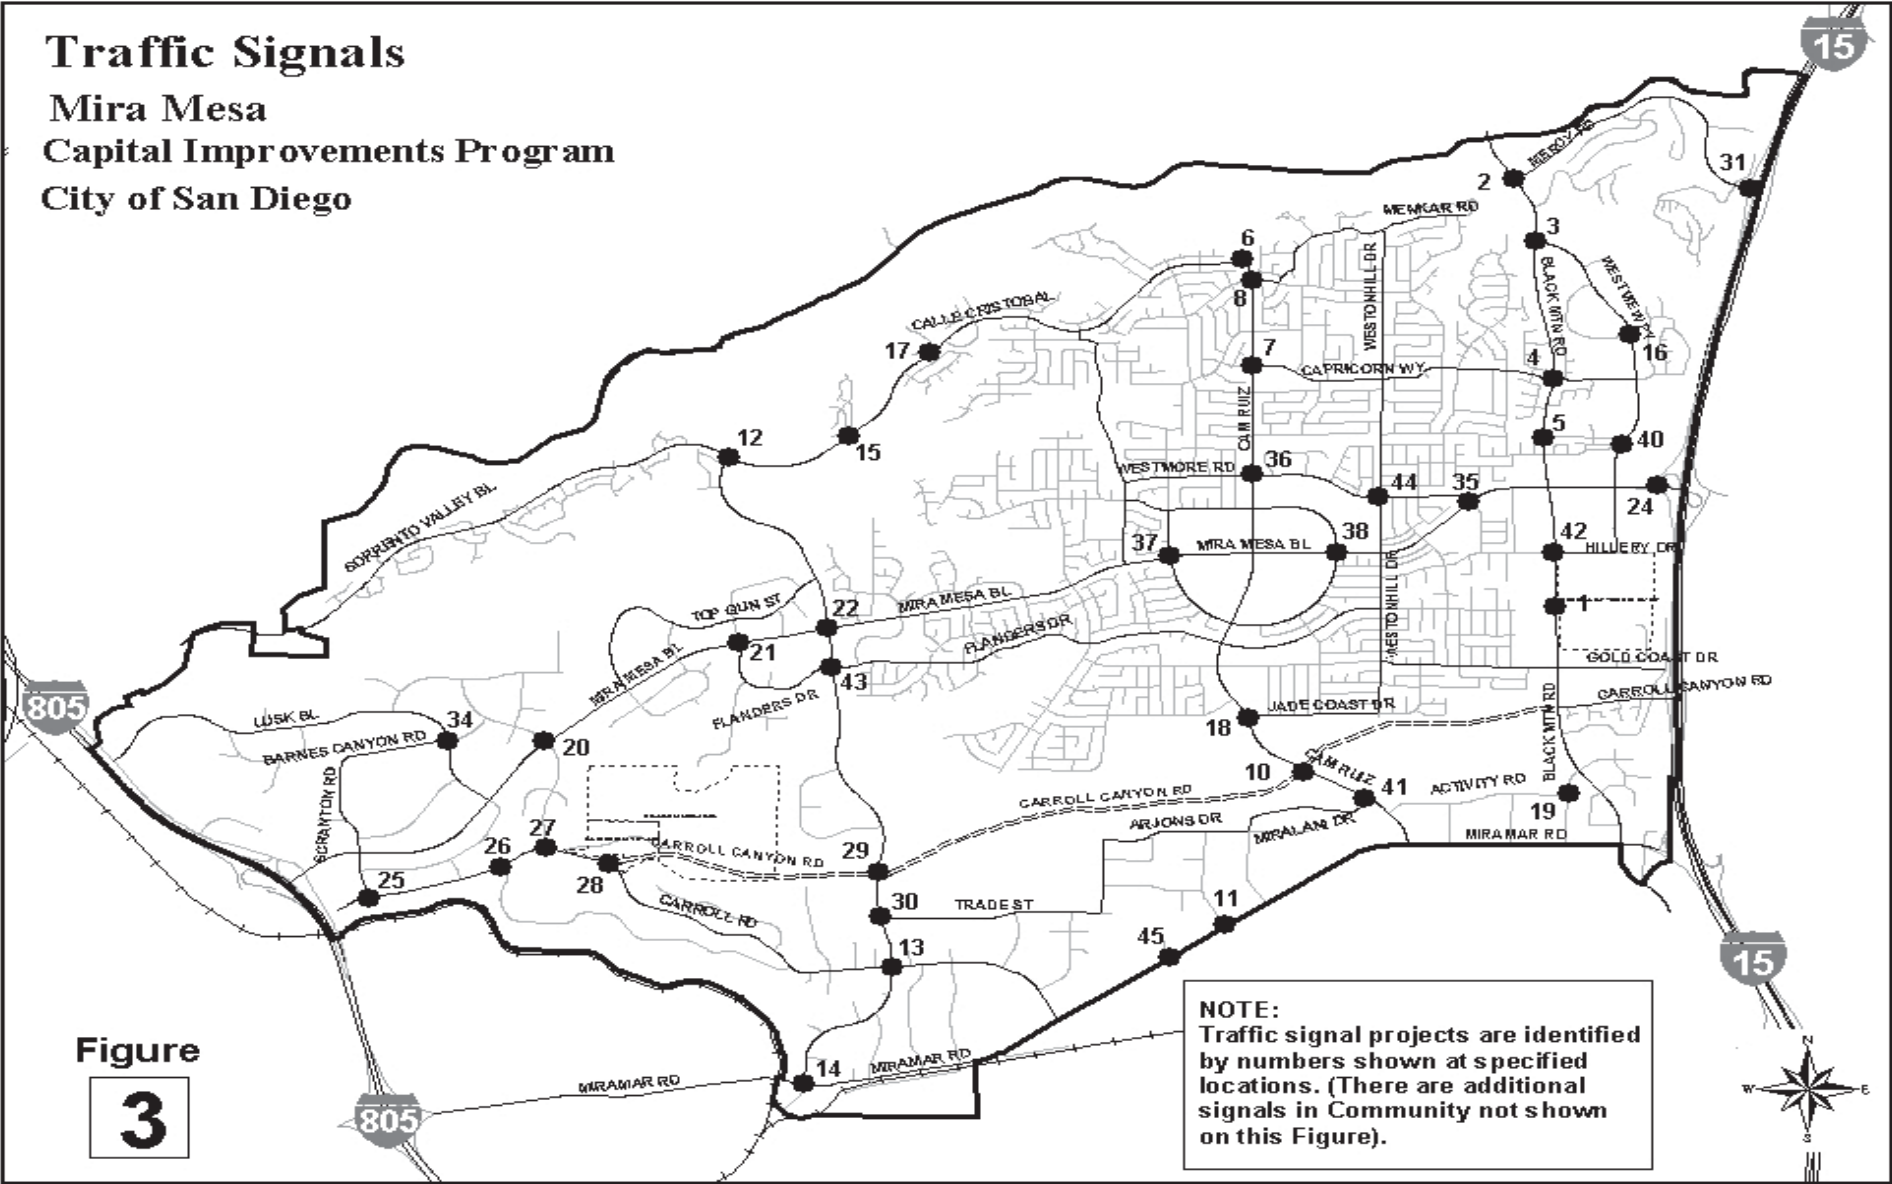 Traffic Signals
Mira Mesa
Capital Improvements Program
City of San Diego
15
MERCY RD
31
2
MEMKAR RD
3
6
8
WESTONHILL DR
BLACK MTN RD
WESTVIEW PY
CALLE CRISTOBAL
17
7
4
16
CAPRICORN WY
CAM RUIZ
12
15
5
40
WESTMORE RD
36
44
35
24
SORRENTO VALLEY BL
37
MIRA MESA BL
38
42
HILLERY DR
TOP GUN ST
22
MIRA MESA BL
1
WESTONHILL DR
21
FLANDERS DR
MIRA MESA BL
43
GOLD COAST DR
FLANDERS DR
CARROLL CANYON RD
805
LUSK BL
34
BARNES CANYON RD
20
18
JADE COAST DR
BLACK MTN RD
SCRANTON RD
10
CAM RUIZ
41
ACTIVITY RD
19
CARROLL CANYON RD
ARJONS DR
MIRALANI DR
MIRAMAR RD
27
26
CARROLL CANYON RD
29
25
28
30
TRADE ST
CARROLL RD
11
13
45
15
NOTE:
Traffic signal projects are identified
by numbers shown at specified
locations. (There are additional
signals in Community not shown
on this Figure).
Figure
3
14
MIRAMAR RD
MIRAMAR RD
805
N
W
E
S